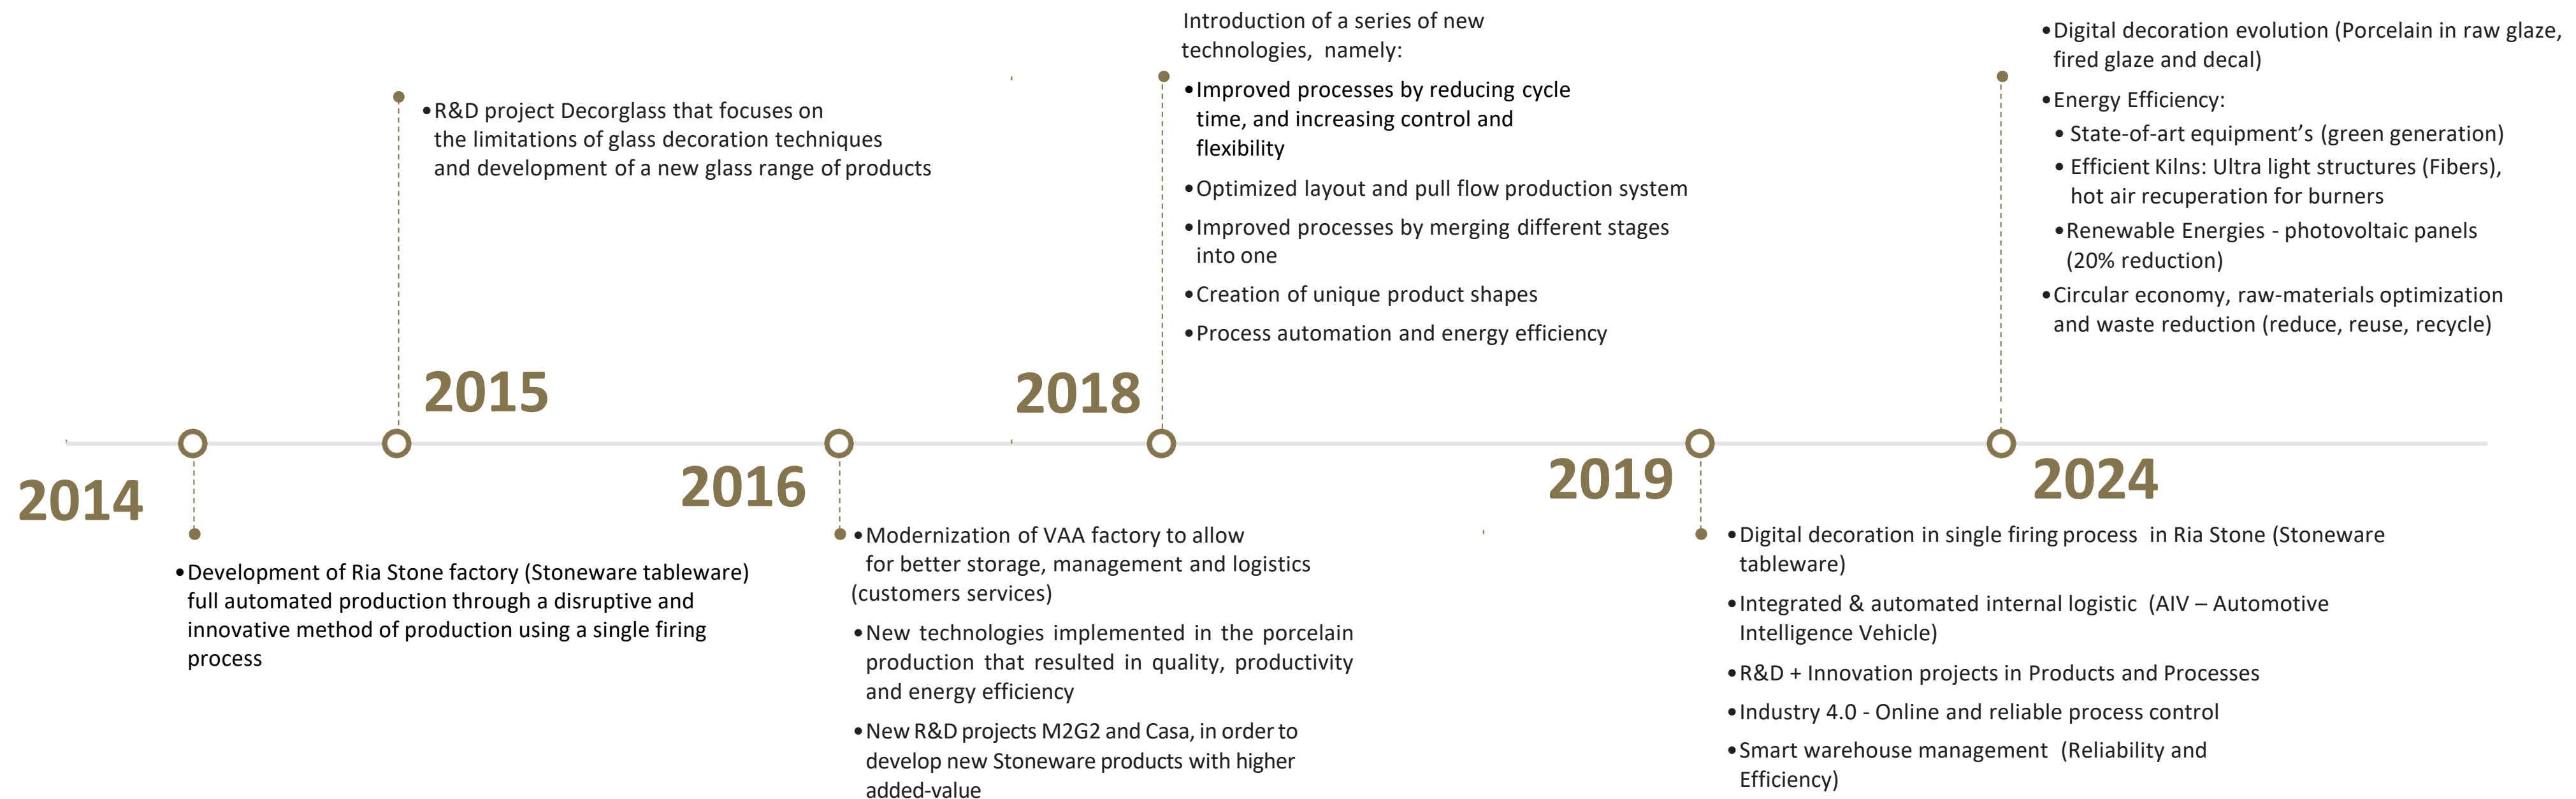 2014
•Development of Ria Stone factory (Stoneware tableware)
full automated production through a disruptive and
innovative method of production using a single firing
process
2015
•R&D project Decorglass that focuses on
the limitations of glass decoration techniques
and development of a new glass range of products
2016
•Modernization of VAA factory to allow
for better storage, management and logistics
(customers services)
•New technologies implemented in the porcelain
production that resulted in quality, productivity
and energy efficiency
•New R&D projects M2G2 and Casa, in order to
develop new Stoneware products with higher
added-value
2018
Introduction of a series of new
technologies, namely:
•Improved processes by reducing cycle
time, and increasing control and
flexibility
•Optimized layout and pull flow production system
•Improved processes by merging different stages
into one
•Creation of unique product shapes
•Process automation and energy efficiency
2019
•Digital decoration in single firing process in Ria Stone (Stoneware
tableware)
•Integrated & automated internal logistic (AIV – Automotive
Intelligence Vehicle)
•R&D + Innovation projects in Products and Processes
•Industry 4.0 - Online and reliable process control
•Smart warehouse management (Reliability and
Efficiency)
2024
•Digital decoration evolution (Porcelain in raw glaze,
fired glaze and decal)
•Energy Efficiency:
• State-of-art equipment’s (green generation)
• Efficient Kilns: Ultra light structures (Fibers),
hot air recuperation for burners
•Renewable Energies - photovoltaic panels
(20% reduction)
•Circular economy, raw-materials optimization
and waste reduction (reduce, reuse, recycle)